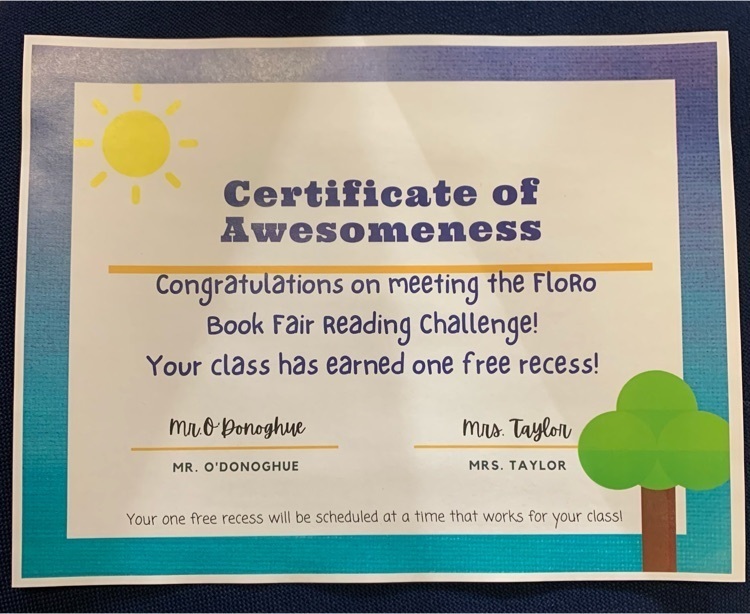 Certificate of
Awesomeness
Congratulations on meeting the FloRo
Book Fair Reading Challenge!
Your class has earned one free recess!
Mr. O'Donoghue
Mrs. Taylor
MR. O'DONOGHUE
MRS. TAYLOR
Your one free recess will be scheduled at a time that works for your class!